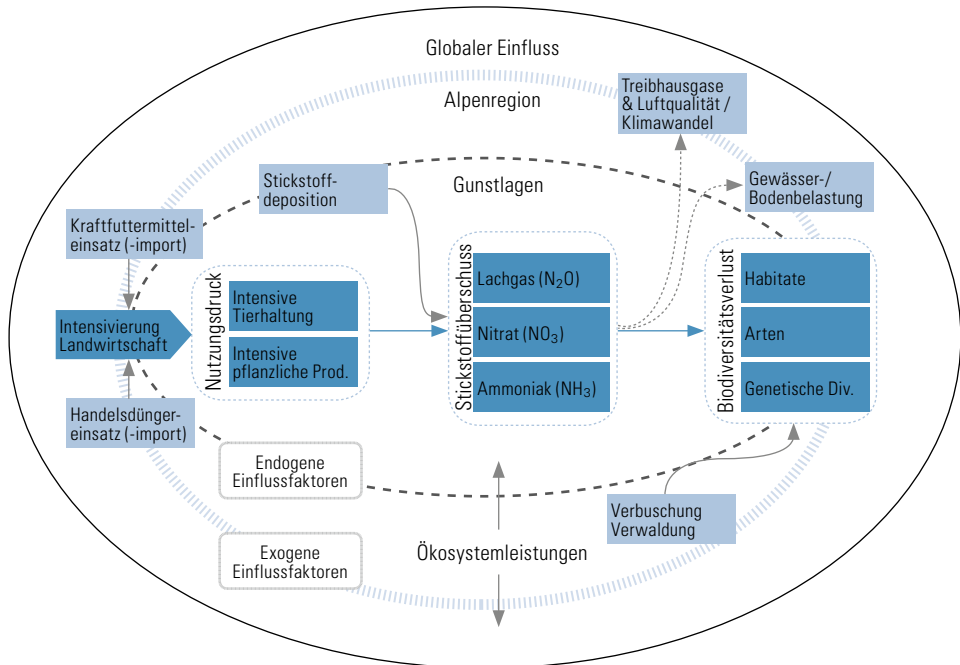 Globaler Einfluss
Alpenregion
Gunstlagen
Treibhausgase
& Luftqualität /
Klimawandel
Stickstoff-
deposition
Gewässer-/
Bodenbelastung
Kraftfuttermittel-
einsatz (-import)
Intensivierung
Landwirtschaft
Handelsdünger-
einsatz (-import)
Nutzungsdruck
Intensive
Tierhaltung
Intensive
pflanzliche Prod.
Stickstoffüberschuss
Lachgas (N₂O)
Nitrat (NO₃)
Ammoniak (NH₃)
Biodiversitätsverlust
Habitate
Arten
Genetische Div.
Endogene
Einflussfaktoren
Verbuschung
Verwaldung
Exogene
Einflussfaktoren
Ökosystemleistungen